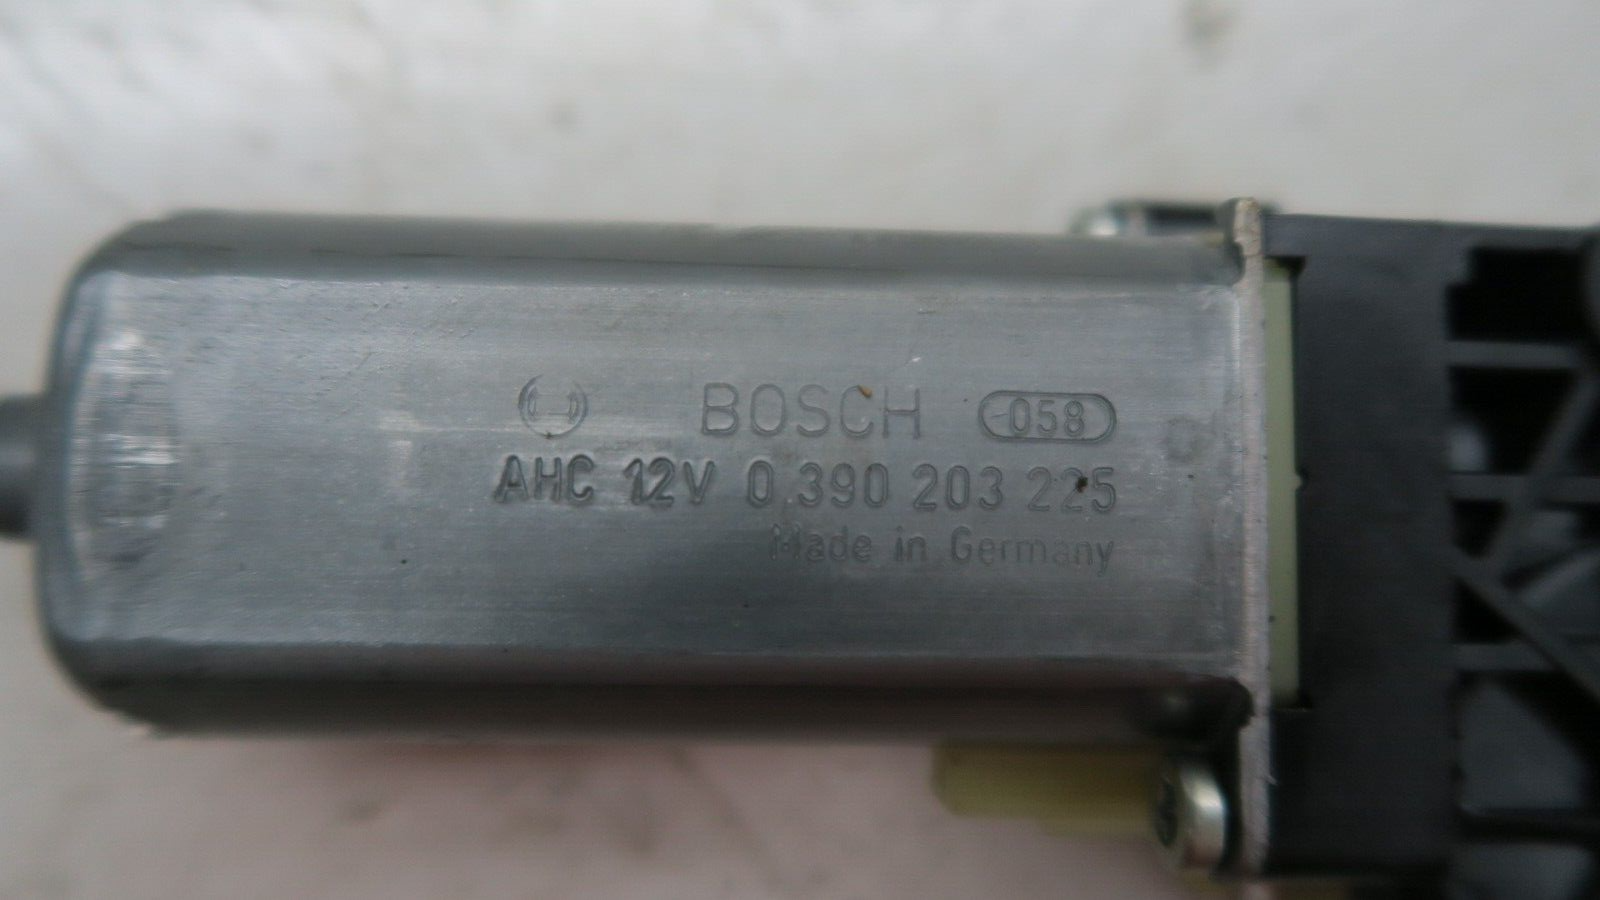 BOSCH 058
AHC 12V 0 390 203 225
Made in Germany